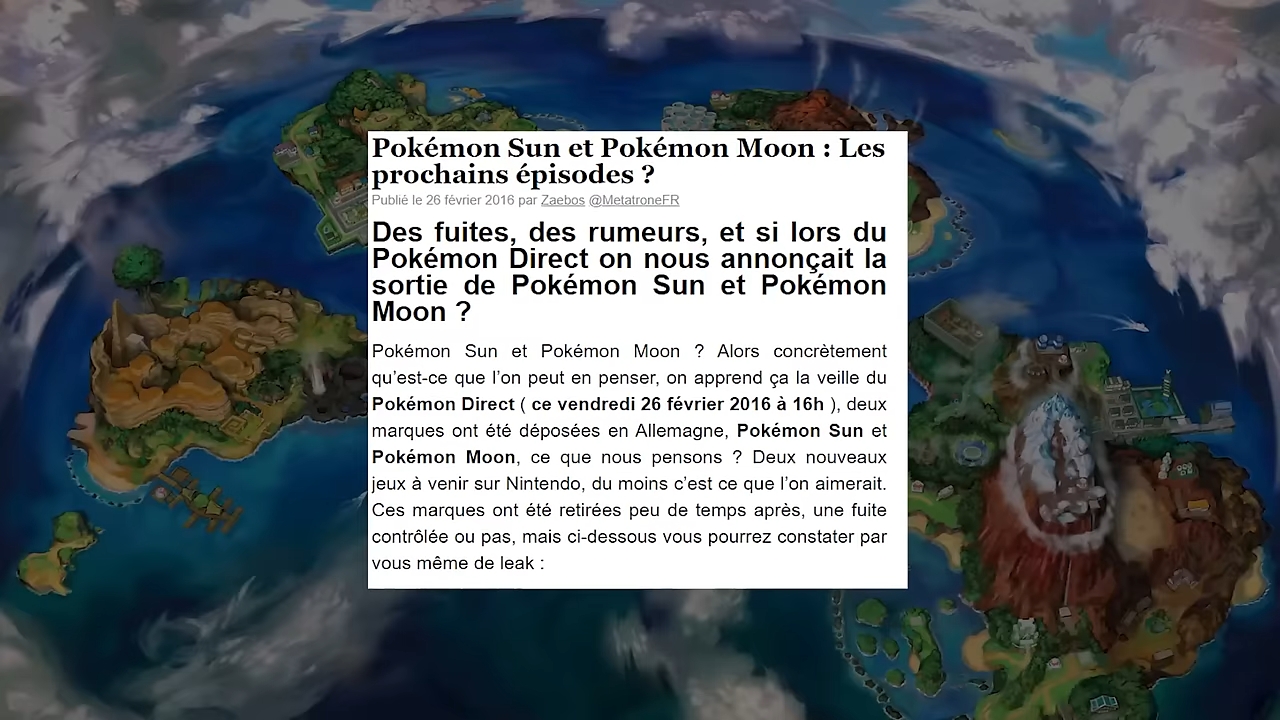 Pokémon Sun et Pokémon Moon : Les
prochains épisodes ?
Publié le 26 février 2016 par Zaebos @MetatroneFR
Des fuites, des rumeurs, et si lors du
Pokémon Direct on nous annonçait la
sortie de Pokémon Sun et Pokémon
Moon ?
Pokémon Sun et Pokémon Moon ? Alors concrètement
qu’est-ce que l’on peut en penser, on apprend ça la veille du
Pokémon Direct ( ce vendredi 26 février 2016 à 16h ), deux
marques ont été déposées en Allemagne, Pokémon Sun et
Pokémon Moon, ce que nous pensons ? Deux nouveaux
jeux à venir sur Nintendo, du moins c’est ce que l’on aimerait.
Ces marques ont été retirées peu de temps après, une fuite
contrôlée ou pas, mais ci-dessous vous pourrez constater par
vous même de leak :